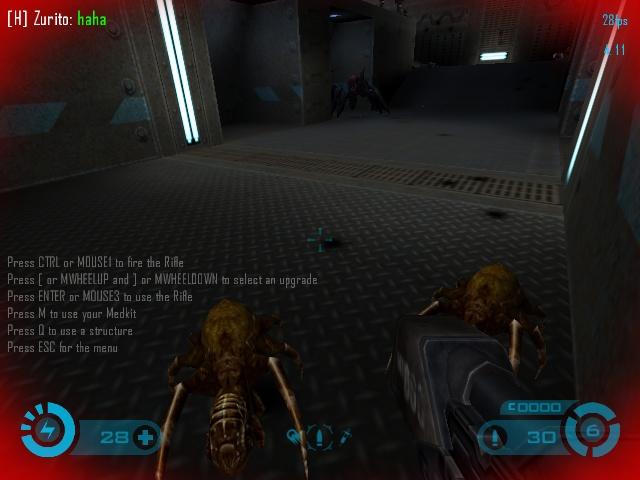 [H] Zurito: haha
28fps
Δ: 11
Press CTRL or MOUSE1 to fire the Rifle
Press [ or MWHEELUP and ] or MWHEELDOWN to select an upgrade
Press ENTER or MOUSE3 to use the Rifle
Press M to use your Medkit
Press Q to use a structure
Press ESC for the menu
28
C0000
30
6